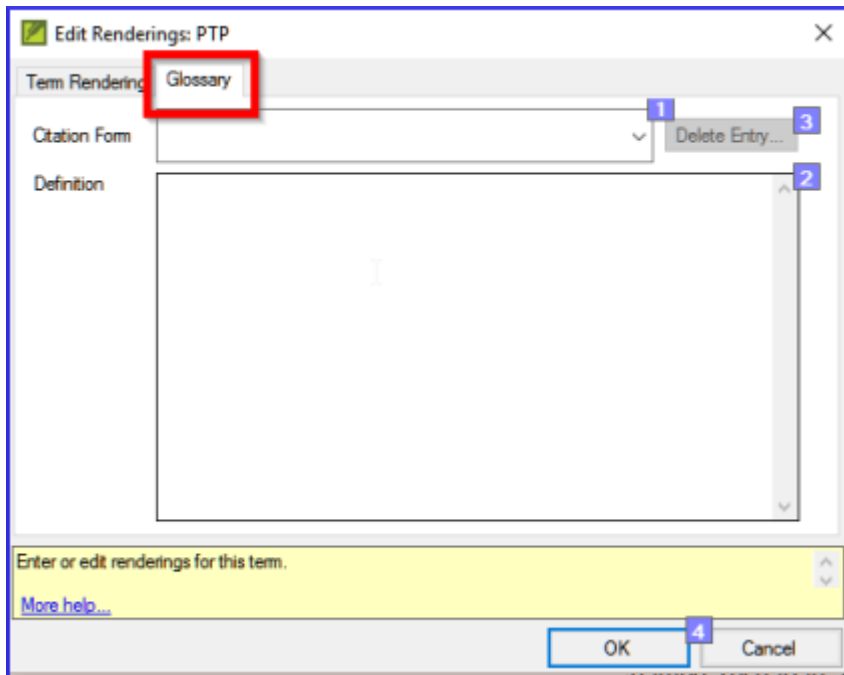 Edit Renderings: PTP
Term Rendering
Glossary
Citation Form
1
Delete Entry...
3
Definition
2
Enter or edit renderings for this term.
More help...
4
OK
Cancel